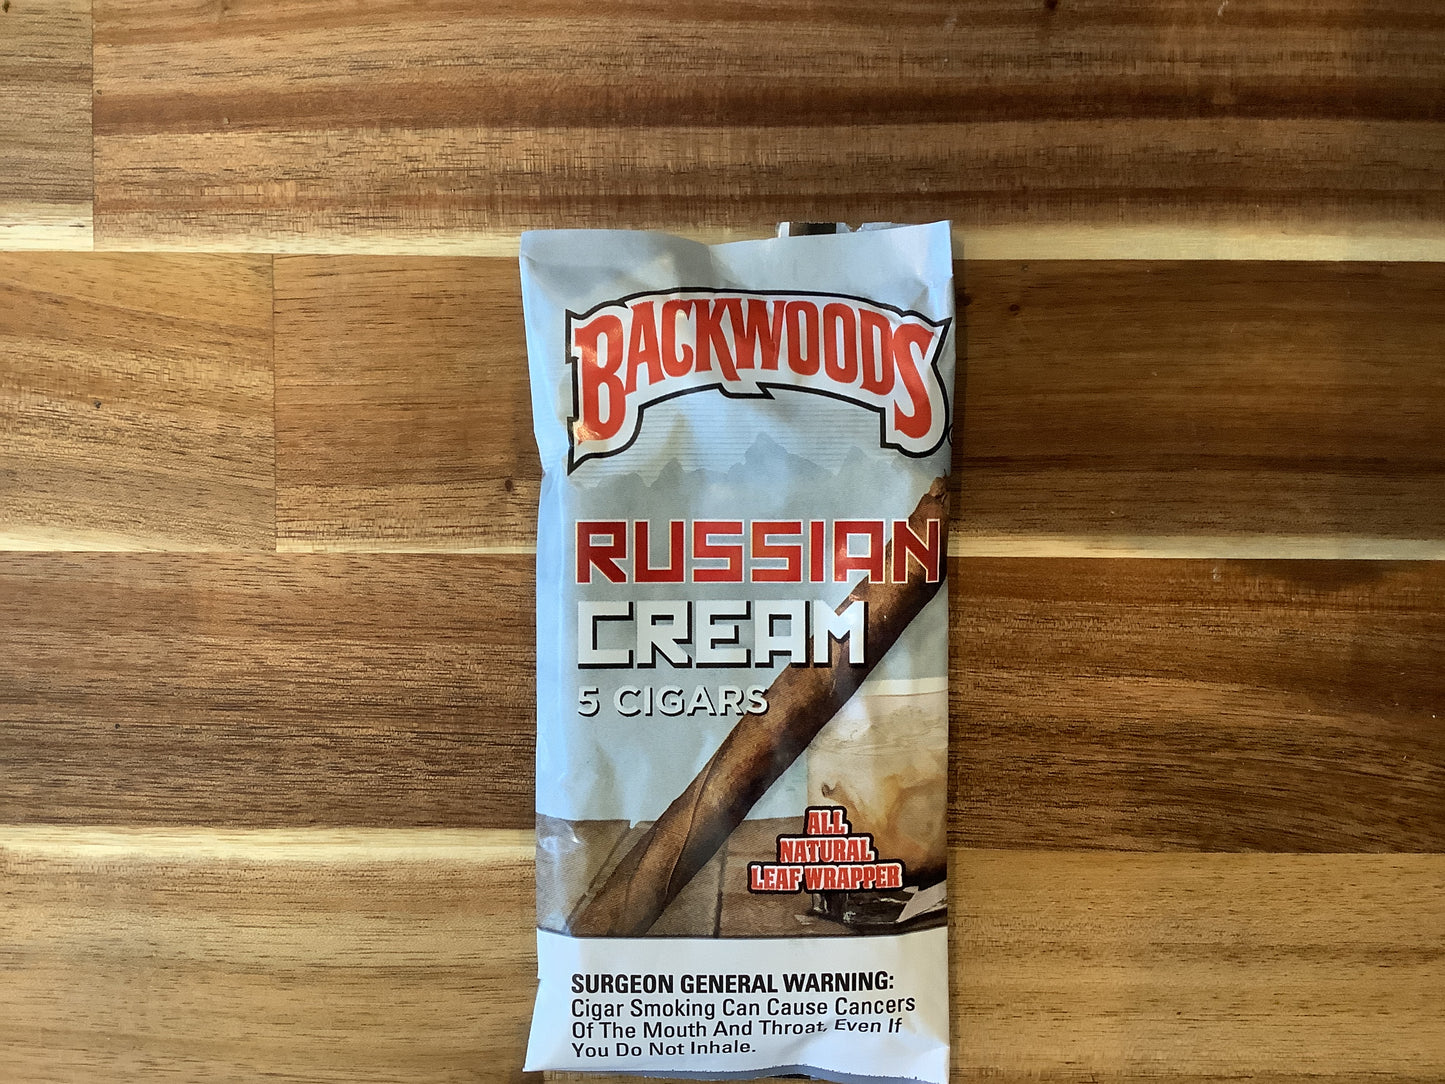 BACKWOODS
RUSSIAN
CREAM
5 CIGARS
ALL
NATURAL
LEAF WRAPPER
SURGEON GENERAL WARNING:
Cigar Smoking Can Cause Cancers
Of The Mouth And Throat, Even If
You Do Not Inhale.